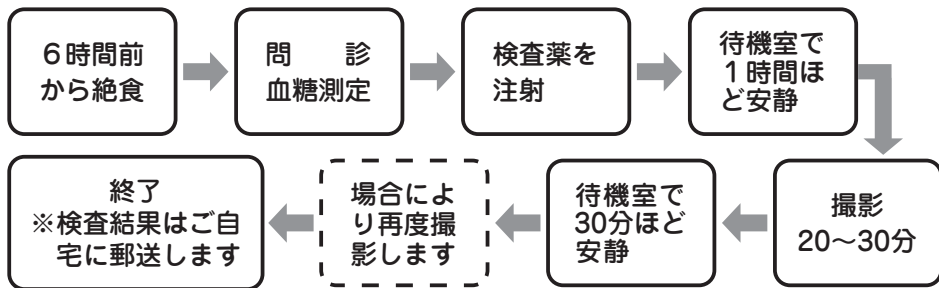 ６時間前
から絶食
問　　診
血糖測定
検査薬を
注射
待機室で
１時間ほ
ど安静
撮影
20〜30分
待機室で
30分ほど
安静
場合によ
り再度撮
影します
終了
※検査結果はご自
宅に郵送します